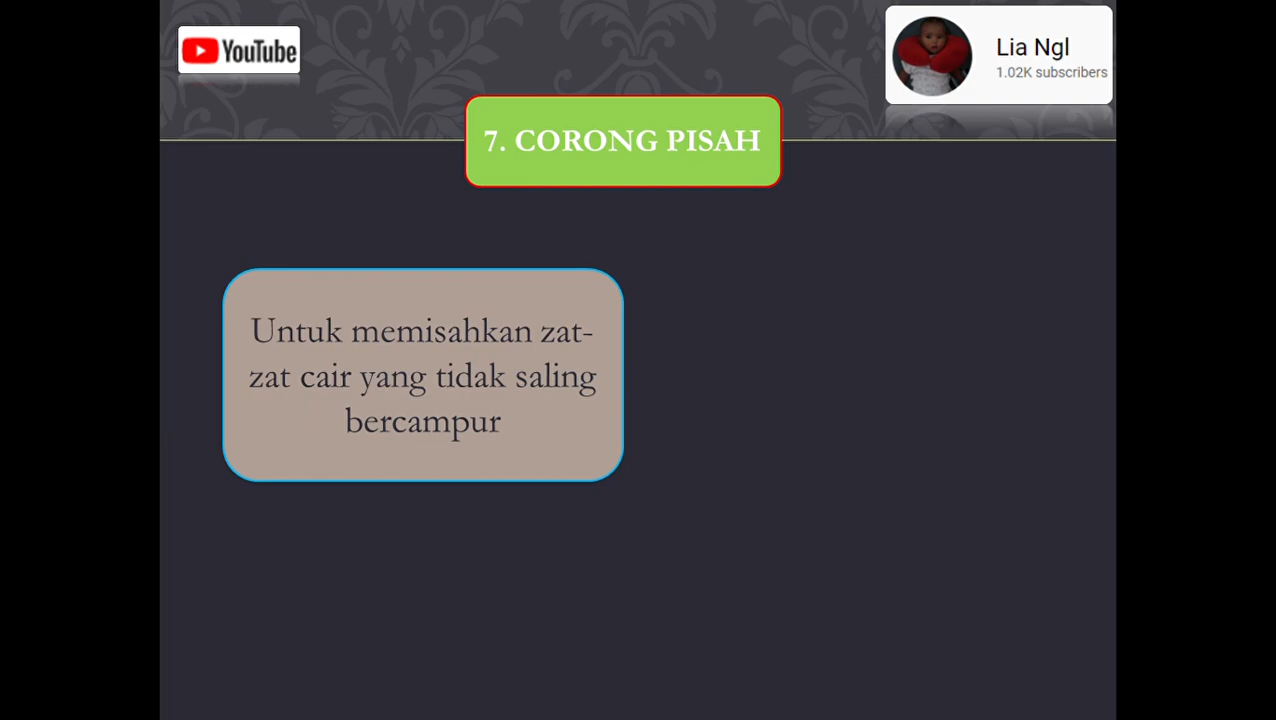 YouTube
Lia Ngl
1.02K subscribers
7. CORONG PISAH
Untuk memisahkan zat-
zat cair yang tidak saling
bercampur